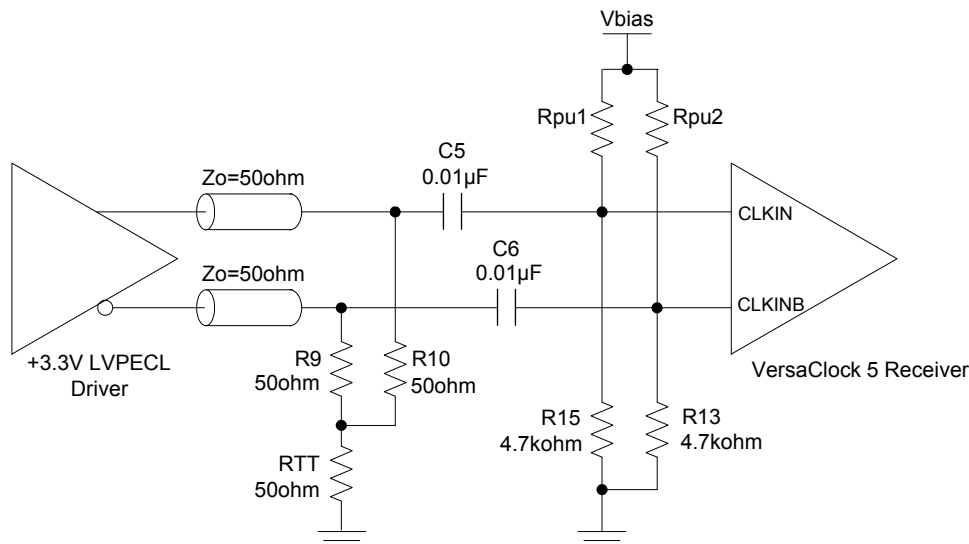 Vbias
Rpu1
Rpu2
C5
0.01µF
Zo=50ohm
CLKIN
C6
0.01µF
Zo=50ohm
CLKINB
+3.3V LVPECL
Driver
R9
50ohm
R10
50ohm
VersaClock 5 Receiver
R15
4.7kohm
R13
4.7kohm
RTT
50ohm